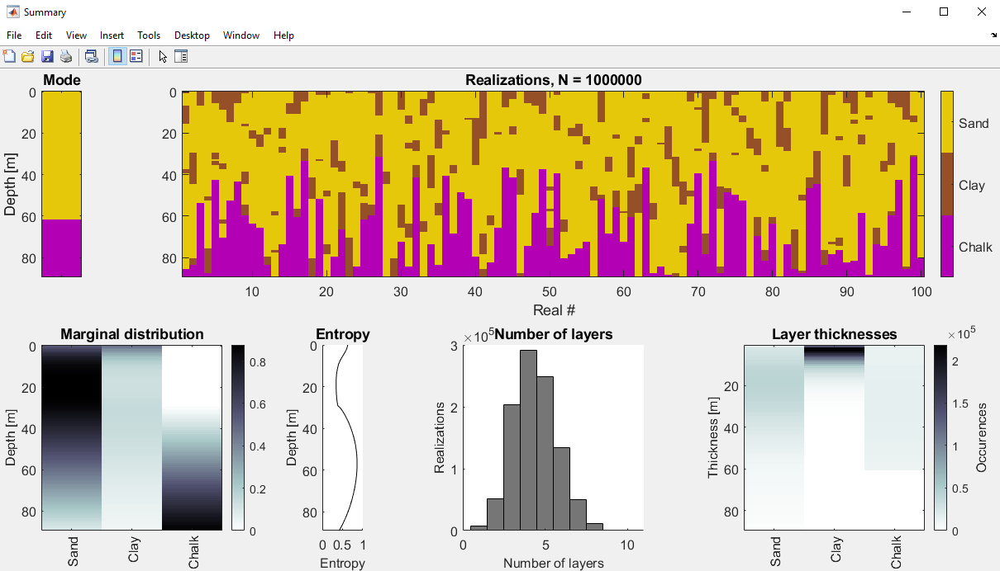 Summary
File Edit View Insert Tools Desktop Window Help
Mode
Realizations, N = 1000000
0
20
40
60
80
Depth [m]
0
20
40
60
80
10 20 30 40 50 60 70 80 90 100
Real #
Sand
Clay
Chalk
Marginal distribution
0
20
40
60
80
Depth [m]
Sand Clay Chalk
0.8
0.6
0.4
0.2
0
Entropy
0
20
40
60
80
Depth [m]
0 0.5 1
Entropy
×10⁵
Number of layers
3
2
1
0
Realizations
0 5 10
Number of layers
Layer thicknesses
20
40
60
80
Thickness [m]
Sand Clay Chalk
×10⁵
2
1.5
1
0.5
0
Occurences